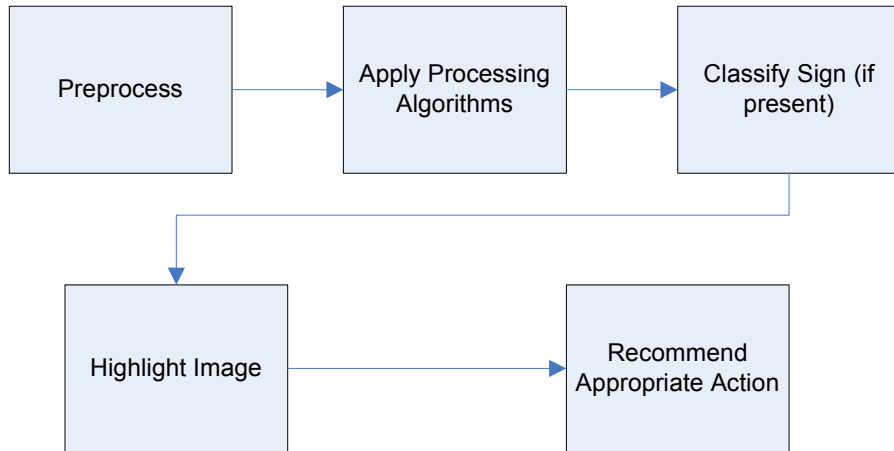 Preprocess
Apply Processing
Algorithms
Classify Sign (if
present)
Highlight Image
Recommend
Appropriate Action